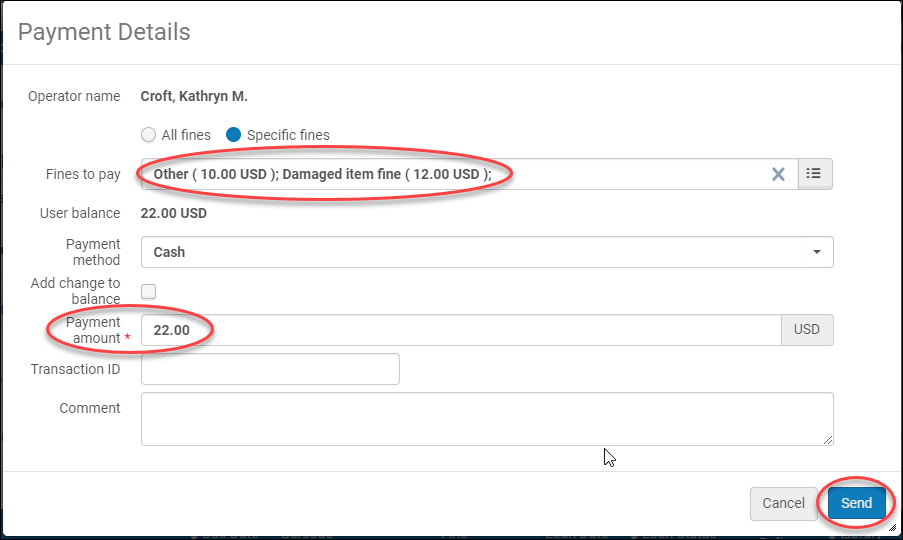 Payment Details
Operator name Croft, Kathryn M.
All fines Specific fines
Fines to pay Other ( 10.00 USD ); Damaged item fine ( 12.00 USD );
User balance 22.00 USD
Payment
method Cash
Add change to
balance
Payment
amount * 22.00 USD
Transaction ID
Comment
Cancel Send